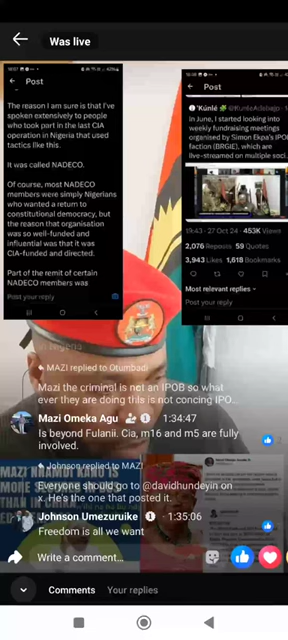 Was live
Post
The reason I am sure is that I've
spoken extensively to people
who took part in the last CIA
operation in Nigeria that used
tactics like this.
It was called NADECO.
Of course, most NADECO
members were simply Nigerians
who wanted a return to
constitutional democracy, but
the reason that organisation
was so well-funded and
influential was that it was
CIA-funded and directed.
Part of the remit of certain
NADECO members was
Post your reply
Post
'Kúnlé
In June, I started looking into
weekly fundraising meetings
organised by Simon Ekpa's IPOB
faction (BRGIE), which are
live-streamed on multiple soci
19:43 · 27 Oct 24 · 453K Views
2,076 Reposts 59 Quotes
3,943 Likes 1,618 Bookmarks
Most relevant replies
Post your reply
MAZI replied to Otumbadi
Mazi the criminal is not an IPOB so what
ever they are doing this is not concing IPO...
Mazi Omeka Agu · 1:34:47
Is beyond Fulanii. Cia, m16 and m5 are fully
involved.
Johnson replied to MAZI
Everyone should go to @davidhundeyin on
x. He's the one that posted it.
Johnson Umezuruike · 1:35:06
Freedom is all we want
Write a comment...
Comments Your replies